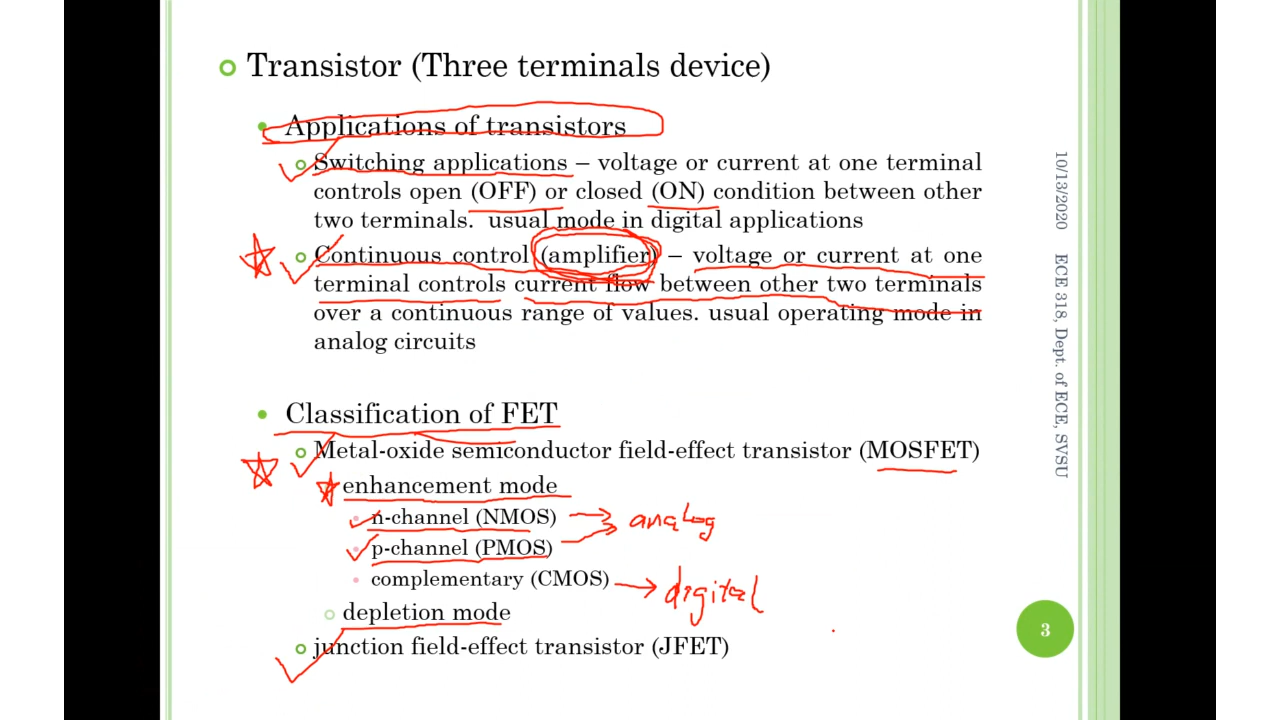 Transistor (Three terminals device)
Applications of transistors
Switching applications – voltage or current at one terminal
controls open (OFF) or closed (ON) condition between other
two terminals. usual mode in digital applications
Continuous control (amplifier) – voltage or current at one
terminal controls current flow between other two terminals
over a continuous range of values. usual operating mode in
analog circuits
Classification of FET
Metal-oxide semiconductor field-effect transistor (MOSFET)
enhancement mode
n-channel (NMOS)
p-channel (PMOS)
analog
complementary (CMOS)
digital
depletion mode
junction field-effect transistor (JFET)
10/13/2020 ECE 318, Dept. of ECE, SVSU
3